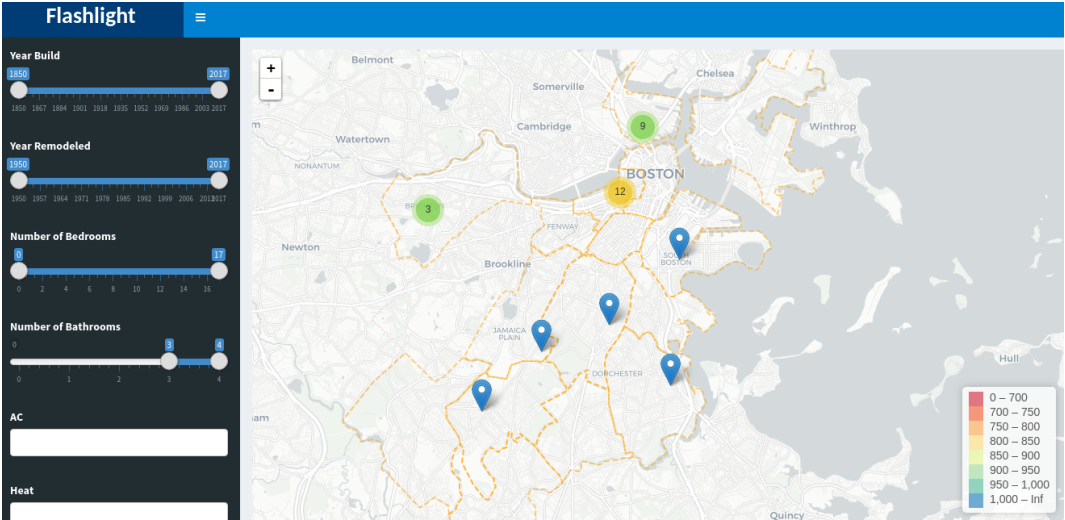 Flashlight
Year Build
1850 2017
1850 1867 1884 1901 1918 1935 1952 1969 1986 2003 2017
Year Remodeled
1950 2017
1950 1957 1964 1971 1978 1985 1992 1999 2006 2013 2017
Number of Bedrooms
0 17
0 2 4 6 8 10 12 14 16
Number of Bathrooms
0 3 4
0 1 2 3 4
AC
Heat
+
-
Belmont
Chelsea
Somerville
9
Cambridge
Winthrop
Watertown
NONANTUM
BOSTON
12
3
FENWAY
Newton
SOUTH
BOSTON
Brookline
JAMAICA
PLAIN
Hull
DORCHESTER
Quincy
0 – 700
700 – 750
750 – 800
800 – 850
850 – 900
900 – 950
950 – 1,000
1,000 – Inf